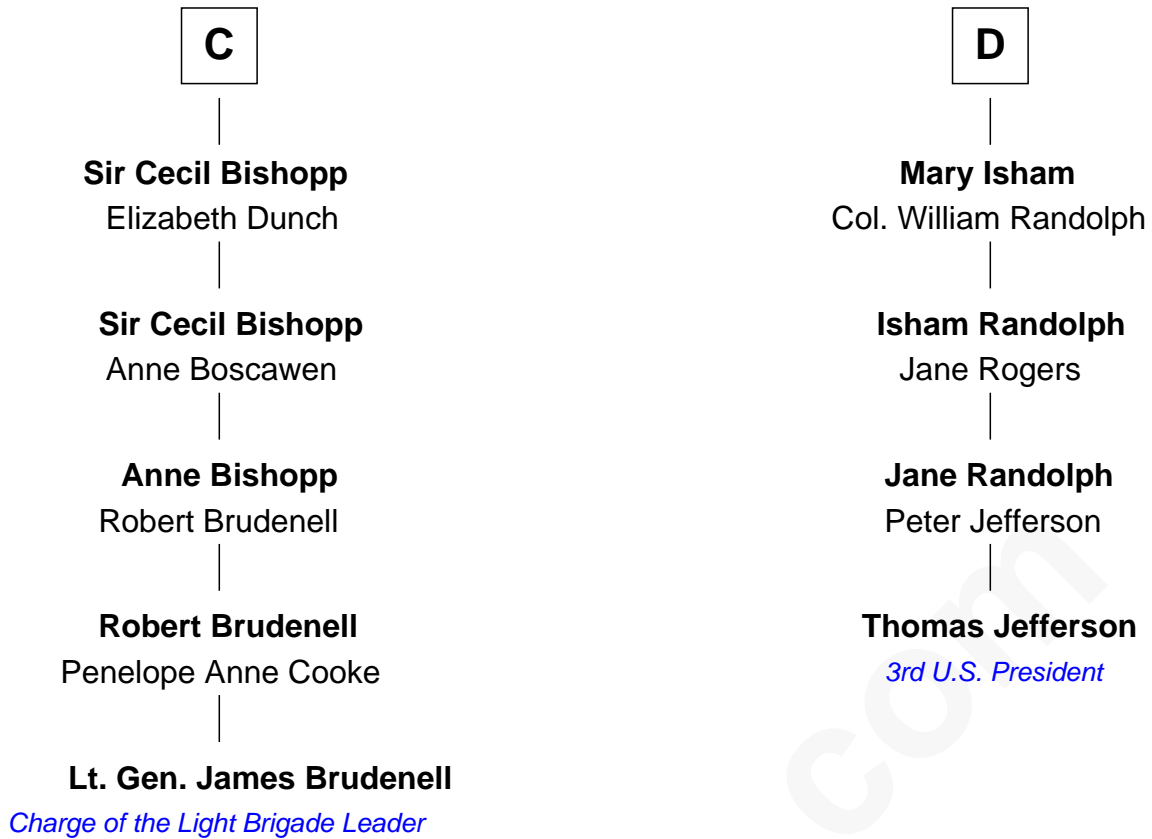 C
Sir Cecil Bishopp
Elizabeth Dunch
Sir Cecil Bishopp
Anne Boscawen
Anne Bishopp
Robert Brudenell
Robert Brudenell
Penelope Anne Cooke
Lt. Gen. James Brudenell
Charge of the Light Brigade Leader
D
Mary Isham
Col. William Randolph
Isham Randolph
Jane Rogers
Jane Randolph
Peter Jefferson
Thomas Jefferson
3rd U.S. President
com